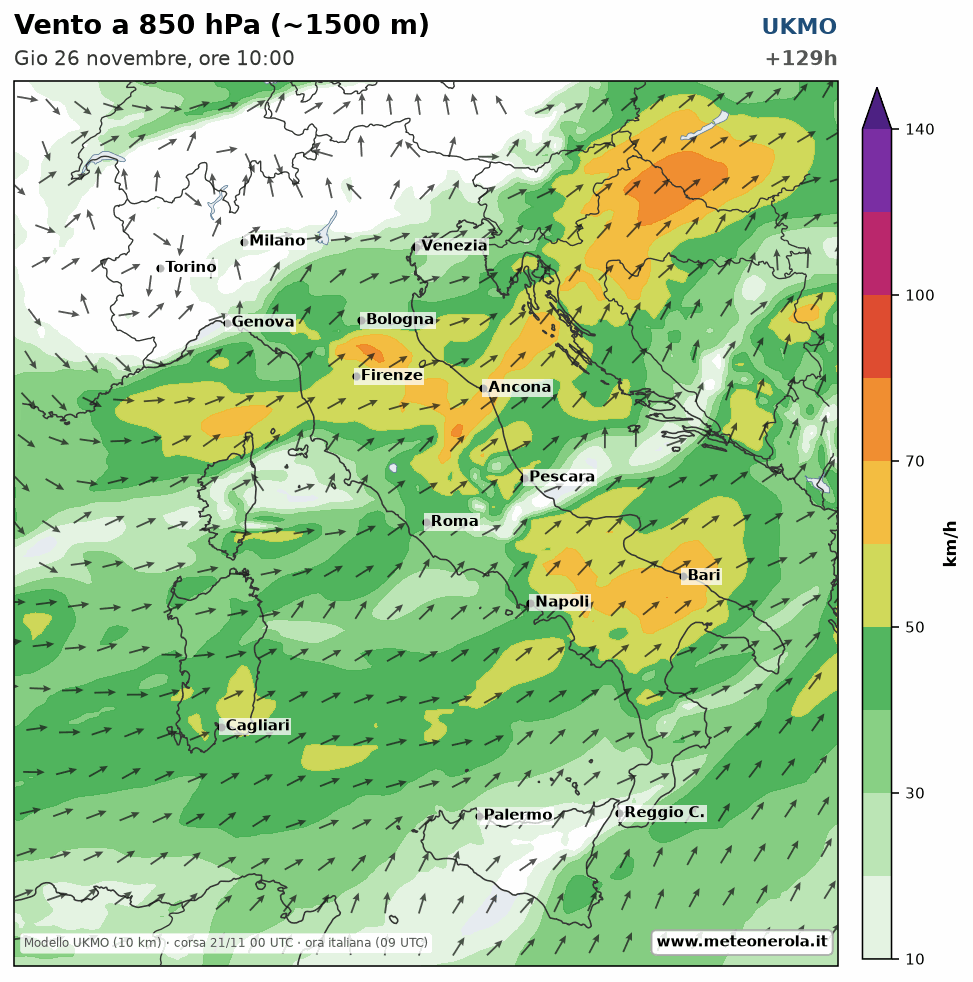 Vento a 850 hPa (~1500 m)
UKMO
Gio 26 novembre, ore 10:00
+129h
140
100
70
50
30
10
km/h
Milano
Venezia
Torino
Genova
Bologna
Firenze
Ancona
Pescara
Roma
Bari
Napoli
Cagliari
Palermo
Reggio C.
Modello UKMO (10 km) · corsa 21/11 00 UTC · ora italiana (09 UTC)
www.meteonerola.it